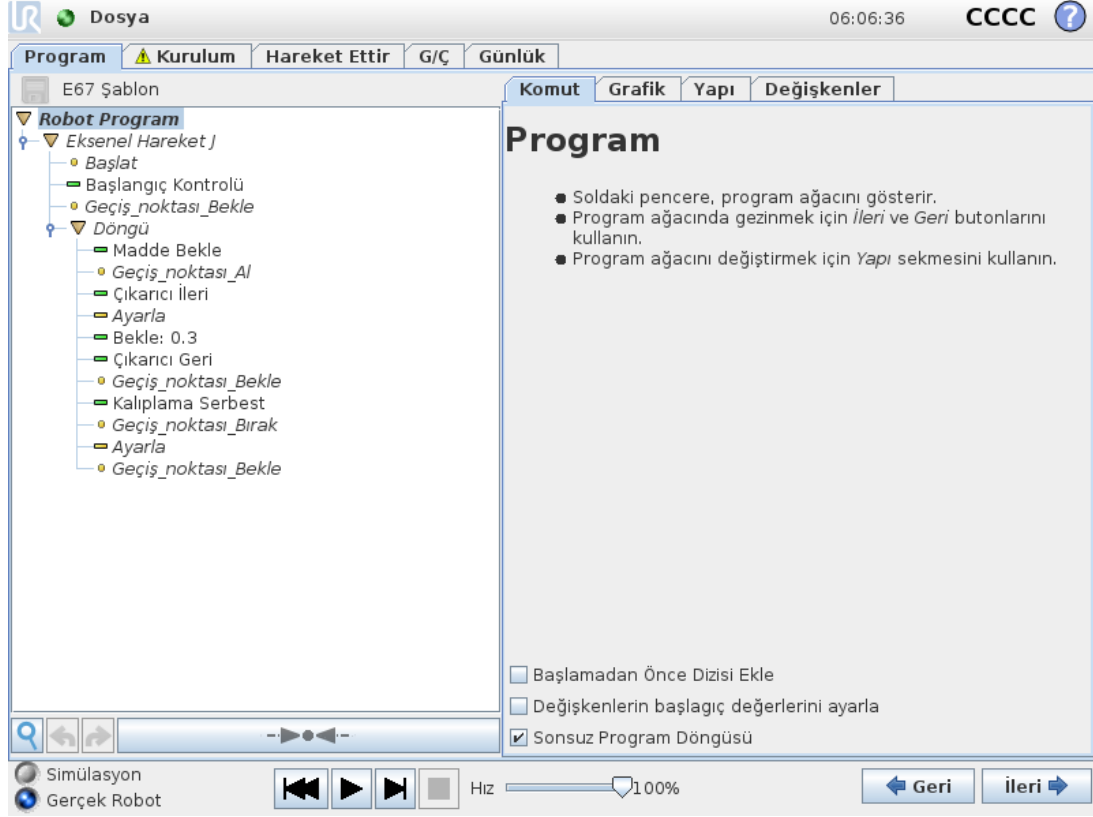 UR
Dosya
06:06:36
CCCC
?
Program
Kurulum
Hareket Ettir
G/Ç
Günlük
E67 Şablon
Robot Program
Eksenel Hareket J
Başlat
Başlangıç Kontrolü
Geçiş_noktası_Bekle
Döngü
Madde Bekle
Geçiş_noktası_Al
Çıkarıcı İleri
Ayarla
Bekle: 0.3
Çıkarıcı Geri
Geçiş_noktası_Bekle
Kalıplama Serbest
Geçiş_noktası_Bırak
Ayarla
Geçiş_noktası_Bekle
Komut
Grafik
Yapı
Değişkenler
Program
Soldaki pencere, program ağacını gösterir.
Program ağacında gezinmek için İleri ve Geri butonlarını
kullanın.
Program ağacını değiştirmek için Yapı sekmesini kullanın.
Başlamadan Önce Dizisi Ekle
Değişkenlerin başlagıç değerlerini ayarla
Sonsuz Program Döngüsü
Simülasyon
Gerçek Robot
Hız
100%
Geri
İleri